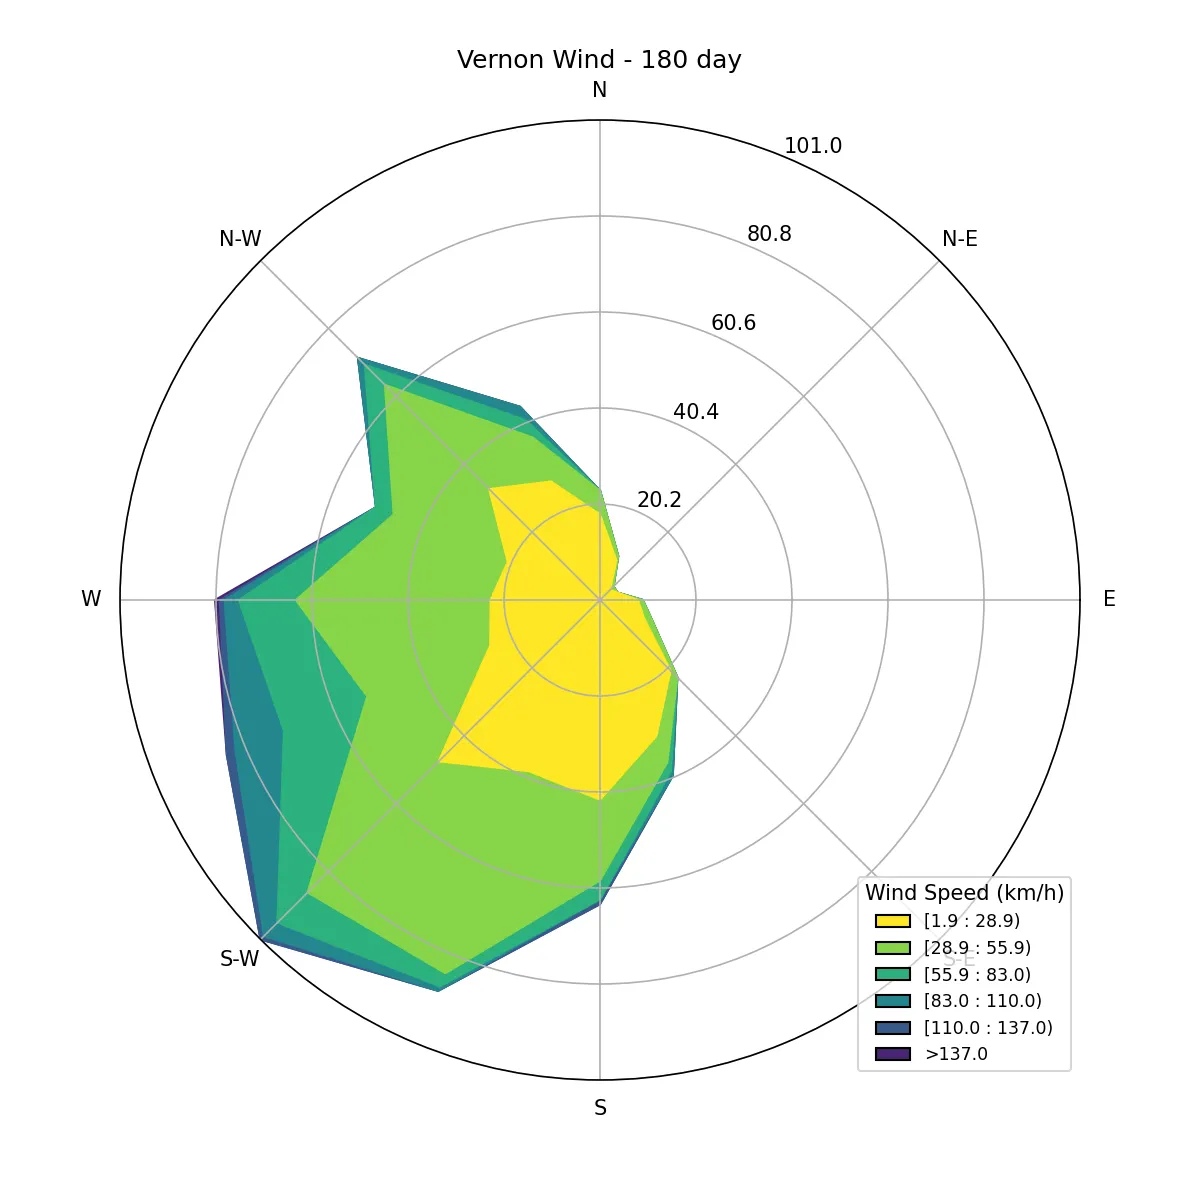 Vernon Wind - 180 day
N
101.0
N-W
80.8
N-E
60.6
40.4
20.2
W
E
S-W
S-E
S
Wind Speed (km/h)
[1.9 : 28.9)
[28.9 : 55.9)
[55.9 : 83.0)
[83.0 : 110.0)
[110.0 : 137.0)
>137.0